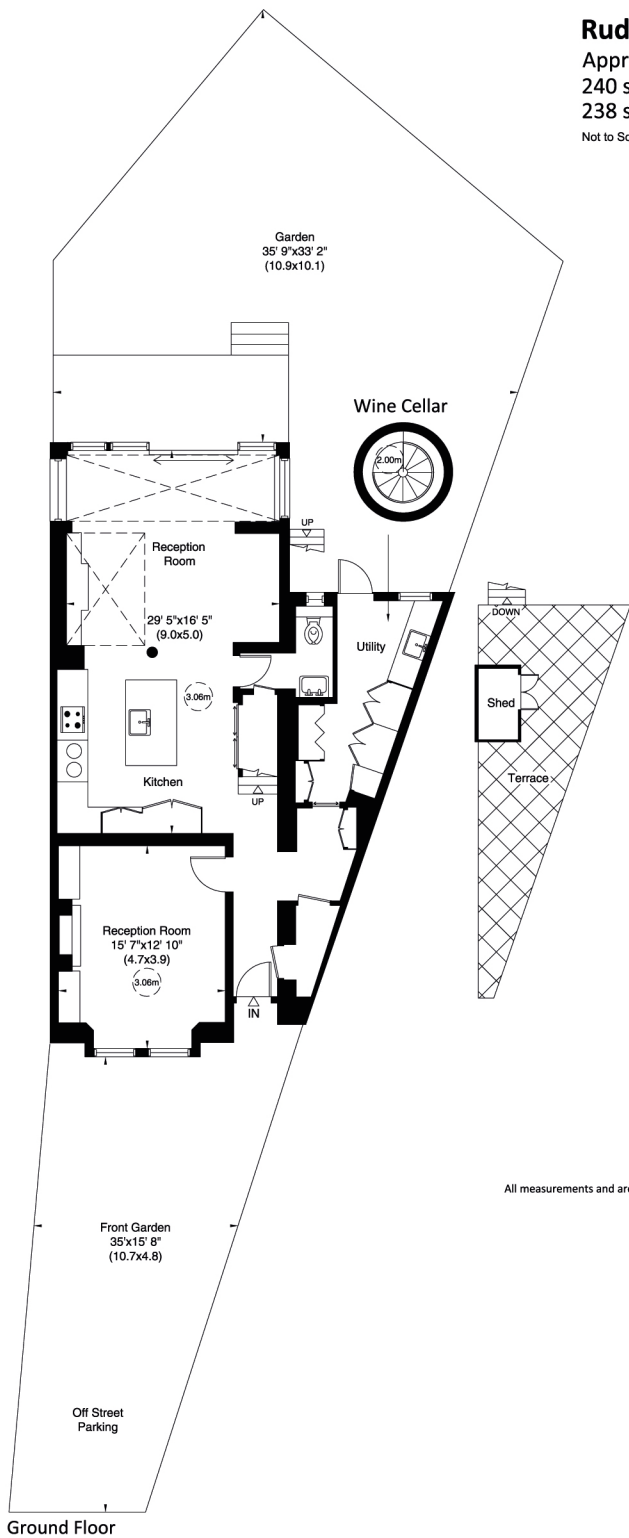 Rud
Appr
240 s
238 s
Not to Sc
Garden
35' 9"x33' 2"
(10.9x10.1)
Wine Cellar
2.00m
UP
Reception
Room
29' 5"x16' 5"
(9.0x5.0)
Utility
DOWN
Shed
3.06m
Terrace
Kitchen
UP
Reception Room
15' 7"x12' 10"
(4.7x3.9)
3.06m
IN
All measurements and are
Front Garden
35'x15' 8"
(10.7x4.8)
Off Street
Parking
Ground Floor